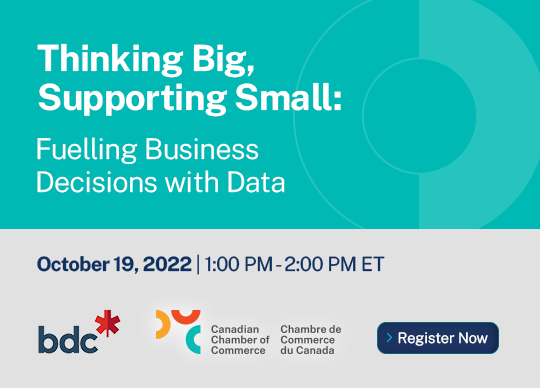 Thinking Big,
Supporting Small:
Fuelling Business
Decisions with Data
October 19, 2022 | 1:00 PM - 2:00 PM ET
bdc
Canadian
Chamber of
Commerce
Chambre de
Commerce
du Canada
Register Now